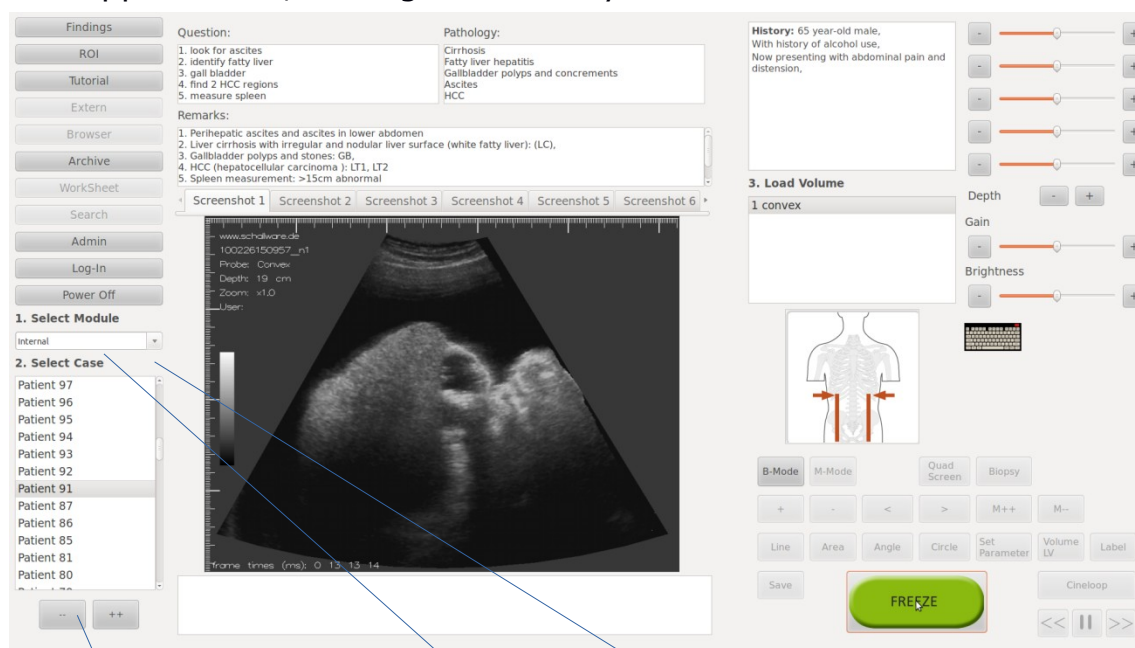 Findings
ROI
Tutorial
Extern
Browser
Archive
WorkSheet
Search
Admin
Log-In
Power Off
1. Select Module
Internal
2. Select Case
Patient 97
Patient 96
Patient 95
Patient 94
Patient 93
Patient 92
Patient 91
Patient 87
Patient 86
Patient 85
Patient 81
Patient 80
-- ++
Question:
1. look for ascites
2. identify fatty liver
3. gall bladder
4. find 2 HCC regions
5. measure spleen
Pathology:
Cirrhosis
Fatty liver hepatitis
Gallbladder polyps and concrements
Ascites
HCC
Remarks:
1. Perihepatic ascites and ascites in lower abdomen
2. Liver cirrhosis with irregular and nodular liver surface (white fatty liver): (LC),
3. Gallbladder polyps and stones: GB,
4. HCC (hepatocellular carcinoma ): LT1, LT2
5. Spleen measurement: >15cm abnormal
Screenshot 1 Screenshot 2 Screenshot 3 Screenshot 4 Screenshot 5 Screenshot 6
www.schallware.de
100226150957_n1
Probe: Convex
Depth: 19 cm
Zoom: x1.0
User:
frame times (ms): 0 13 13 14
History: 65 year-old male,
With history of alcohol use,
Now presenting with abdominal pain and
distension,
3. Load Volume
1 convex
- +
- +
- +
- +
- +
Depth - +
Gain
- +
Brightness
- +
B-Mode M-Mode Quad Screen Biopsy
+ - < > M++ M--
Line Area Angle Circle Set Parameter Volume LV Label
Save FREEZE Cineloop
<< II >>